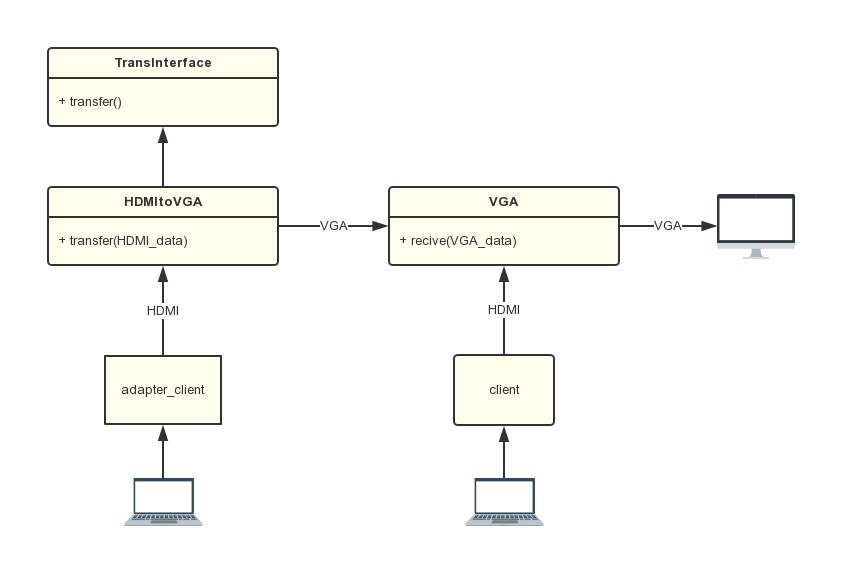 TransInterface
+ transfer()
HDMItoVGA
+ transfer(HDMI_data)
VGA
VGA
+ recive(VGA_data)
VGA
HDMI
HDMI
adapter_client
client